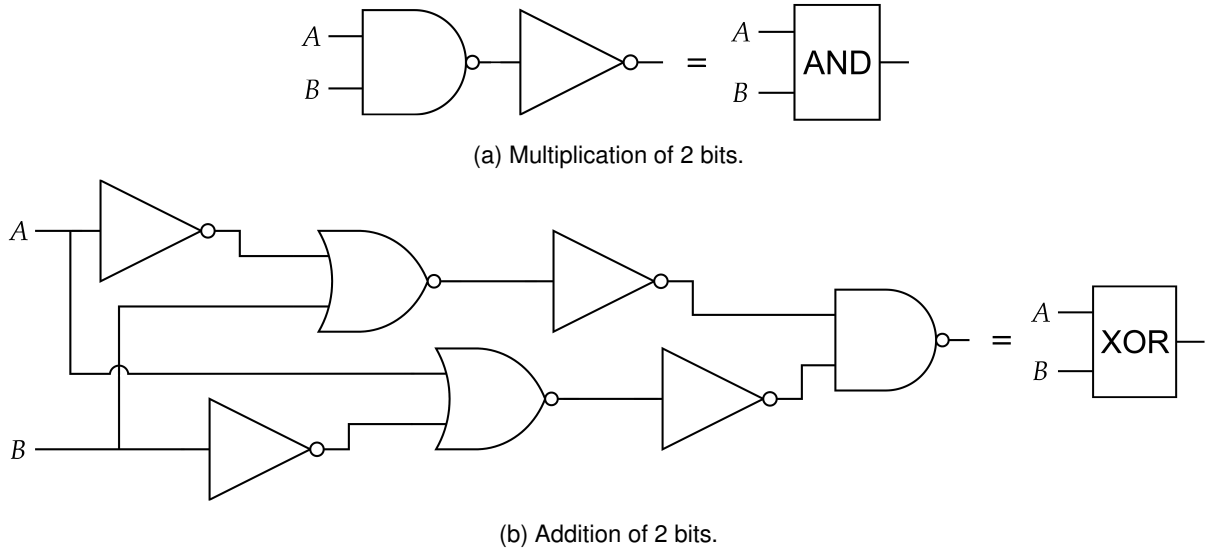 A
B
=
A
B
AND
(a) Multiplication of 2 bits.
A
B
=
A
B
XOR
(b) Addition of 2 bits.